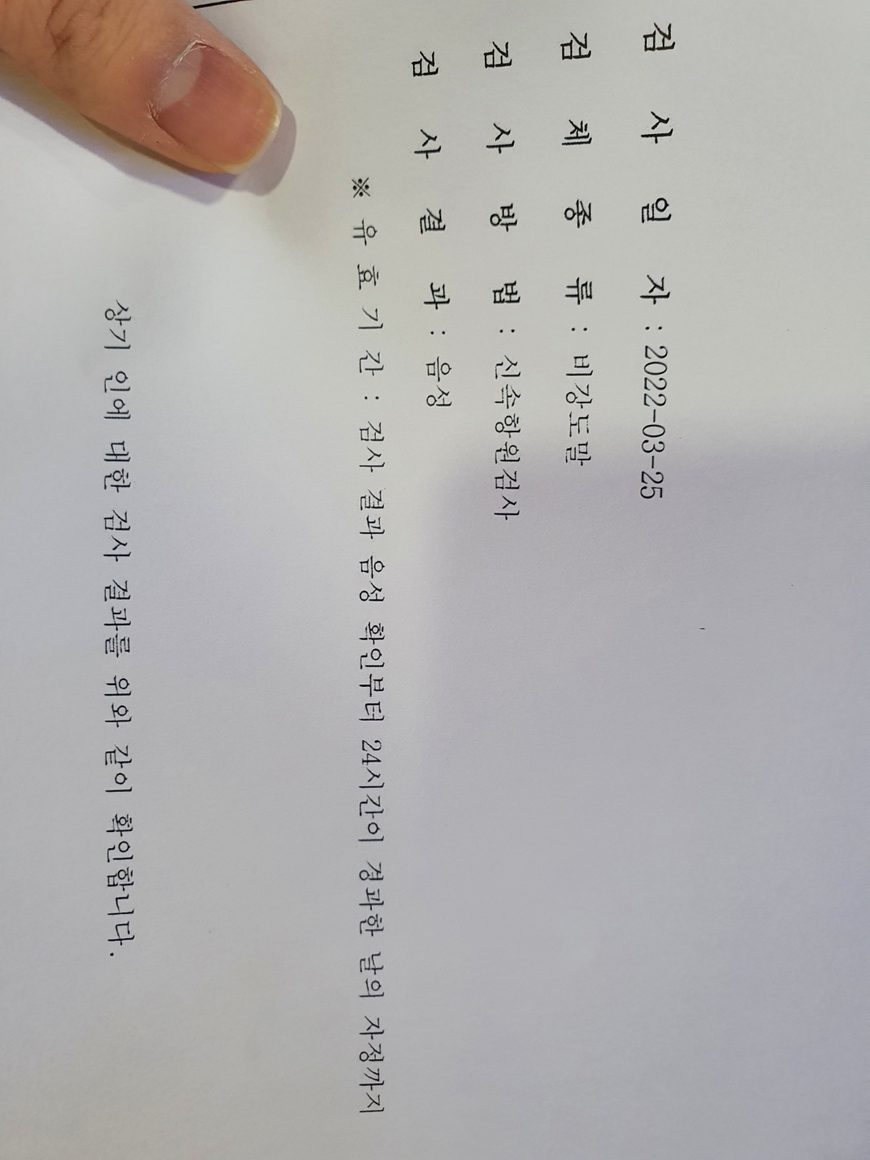 검 사 일 자 : 2022-03-25
검 체 종 류 : 비강도말
검 사 방 법 : 신속항원검사
검 사 결 과 : 음성
※ 유 효 기 간 : 검사 결과 음성 확인부터 24시간이 경과한 날의 자정까지
상기 인에 대한 검사 결과를 위와 같이 확인합니다.